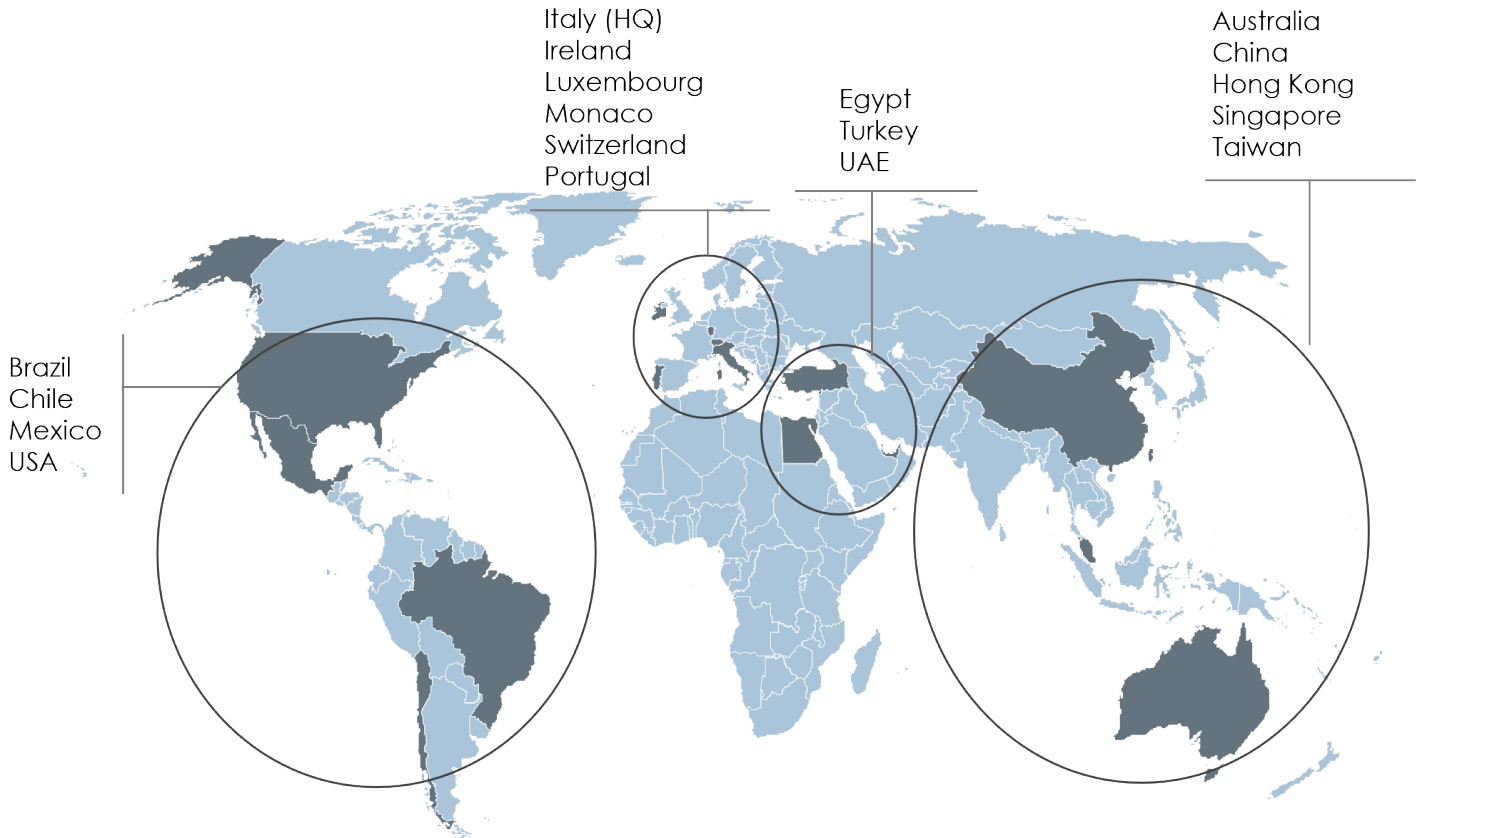 Italy (HQ)
Ireland
Luxembourg
Monaco
Switzerland
Portugal
Egypt
Turkey
UAE
Australia
China
Hong Kong
Singapore
Taiwan
Brazil
Chile
Mexico
USA